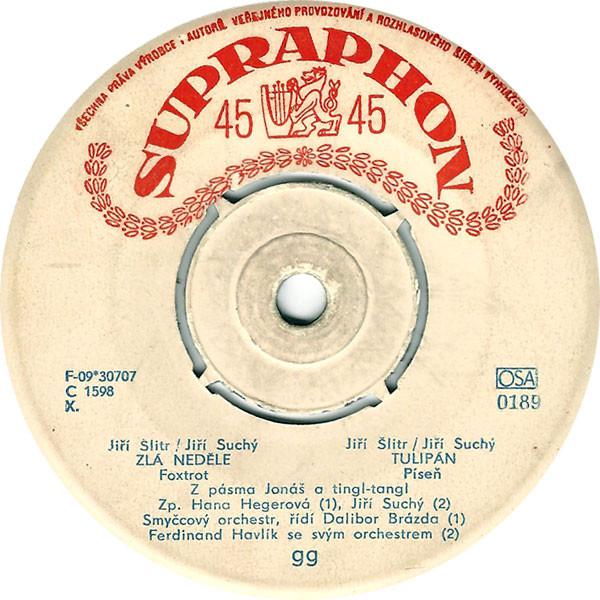 VŠECHNA PRÁVA VÝROBCE I AUTORŮ VEŘEJNÉHO PROVOZOVÁNÍ A ROZHLASOVÉHO ŠÍŘENÍ VYHRAZENA
SUPRAPHON
45 45
F-09*30707
C 1598
X.
OSA
0189
Jiří Šlitr / Jiří Suchý Jiří Šlitr / Jiří Suchý
ZLÁ NEDĚLE TULIPÁN
Foxtrot Píseň
Z pásma Jonáš a tingl-tangl
Zp. Hana Hegerová (1), Jiří Suchý (2)
Smyčcový orchestr, řídí Dalibor Brázda (1)
Ferdinand Havlík se svým orchestrem (2)
gg